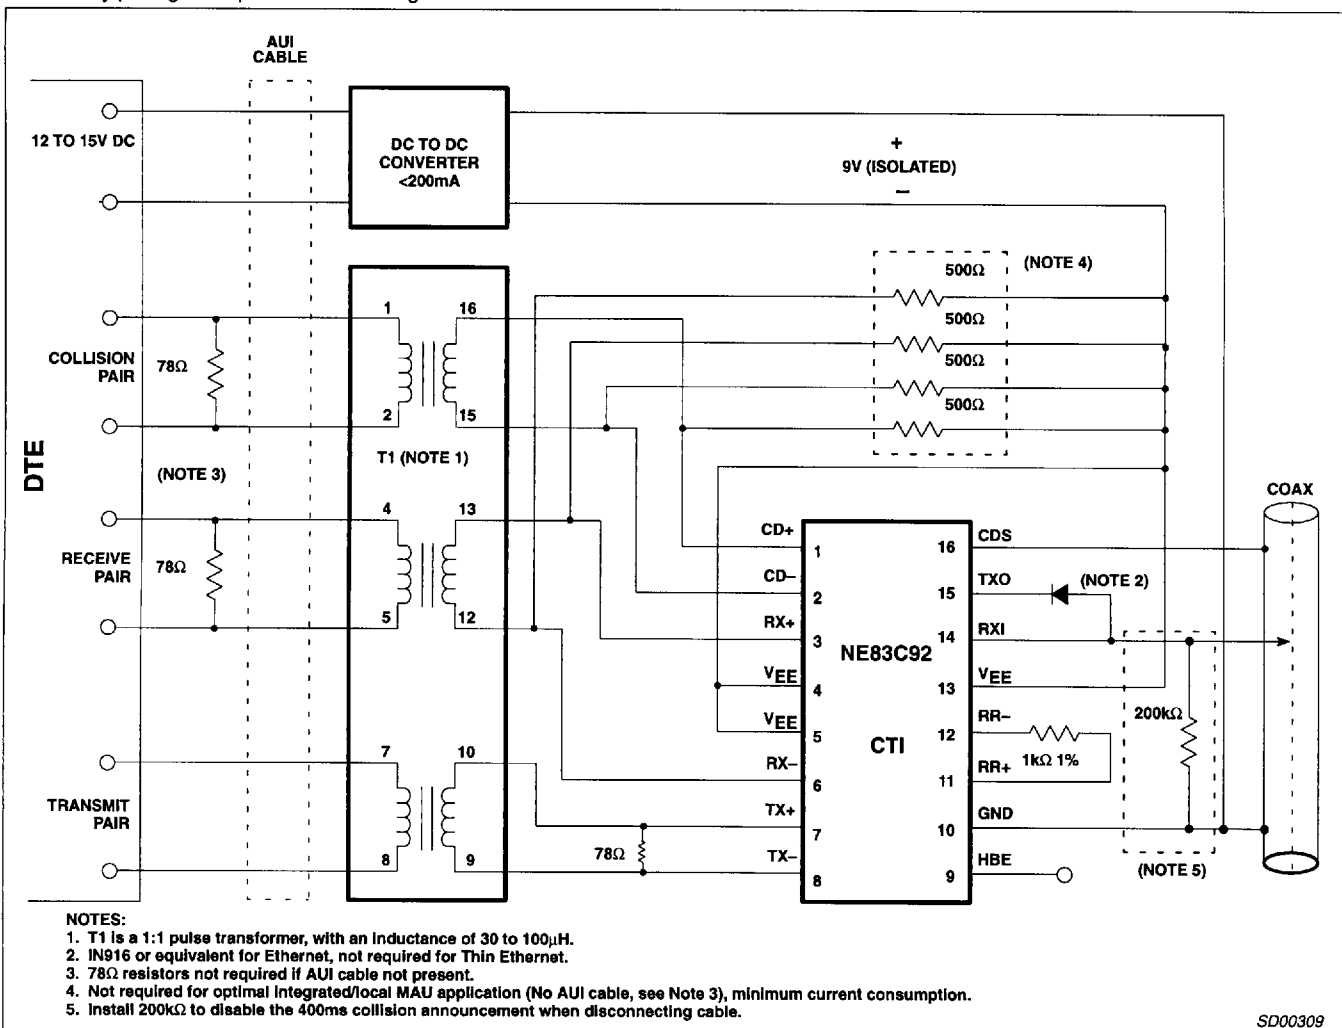 AUI
CABLE
12 TO 15V DC
DC TO DC
CONVERTER
<200mA
+
9V (ISOLATED)
–
500Ω
(NOTE 4)
500Ω
500Ω
500Ω
1
16
COLLISION
PAIR
78Ω
2
15
DTE
(NOTE 3)
T1 (NOTE 1)
4
13
RECEIVE
PAIR
78Ω
5
12
7
10
TRANSMIT
PAIR
8
9
78Ω
CD+
1
CD–
2
RX+
3
VEE
4
VEE
5
RX–
6
TX+
7
TX–
8
NE83C92
CTI
16
CDS
15
TXO
(NOTE 2)
14
RXI
13
VEE
12
RR–
1kΩ 1%
11
RR+
10
GND
9
HBE
200kΩ
(NOTE 5)
COAX
NOTES:
1. T1 is a 1:1 pulse transformer, with an inductance of 30 to 100μH.
2. IN916 or equivalent for Ethernet, not required for Thin Ethernet.
3. 78Ω resistors not required if AUI cable not present.
4. Not required for optimal integrated/local MAU application (No AUI cable, see Note 3), minimum current consumption.
5. Install 200kΩ to disable the 400ms collision announcement when disconnecting cable.
SD00309